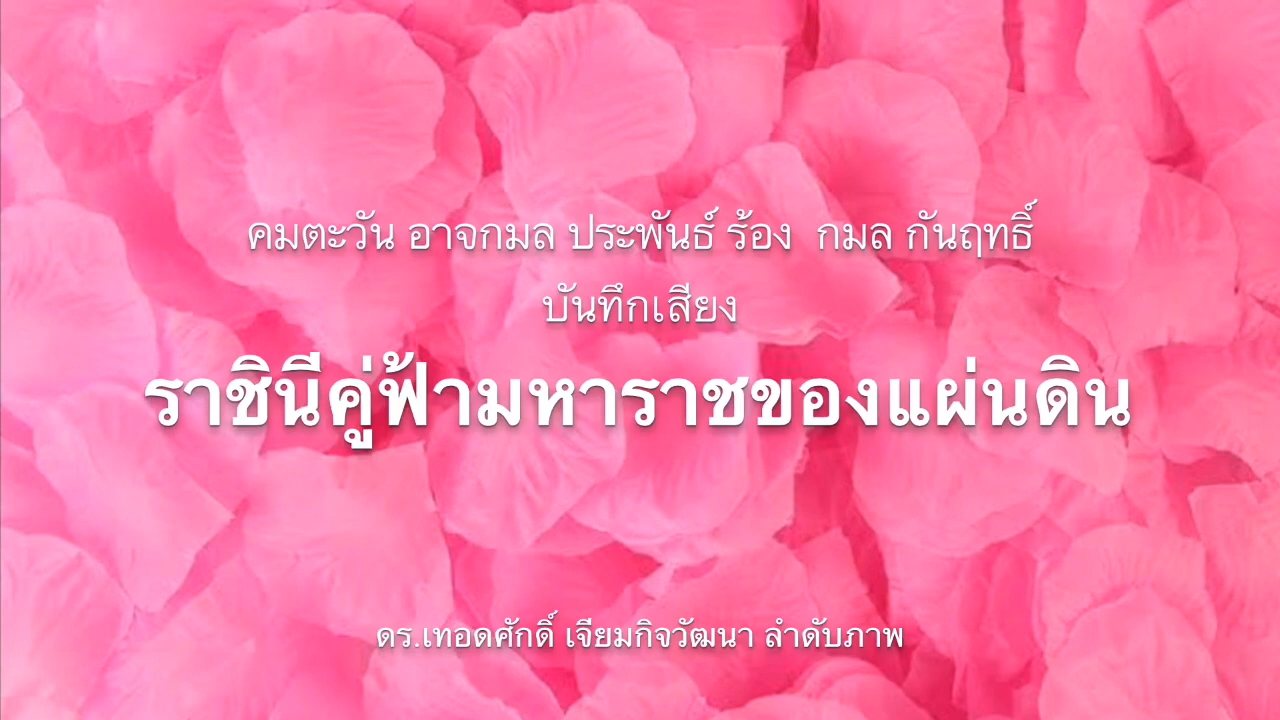 คมตะวัน อาจกมล ประพันธ์ ร้อง  กมล กันฤทธิ์
บันทึกเสียง
ราชินีคู่ฟ้ามหาราชของแผ่นดิน
ดร.เทอดศักดิ์ เจียมกิจวัฒนา ลำดับภาพ